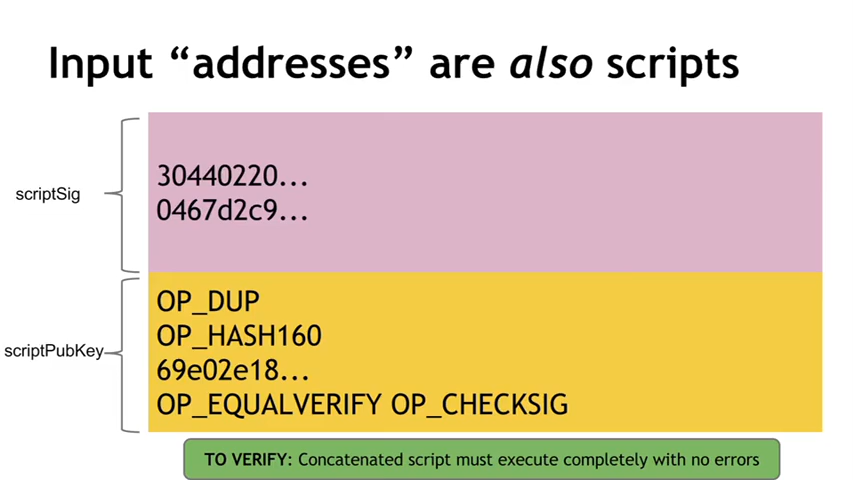 Input “addresses” are also scripts
scriptSig
30440220...
0467d2c9...
scriptPubKey
OP_DUP
OP_HASH160
69e02e18...
OP_EQUALVERIFY OP_CHECKSIG
TO VERIFY: Concatenated script must execute completely with no errors